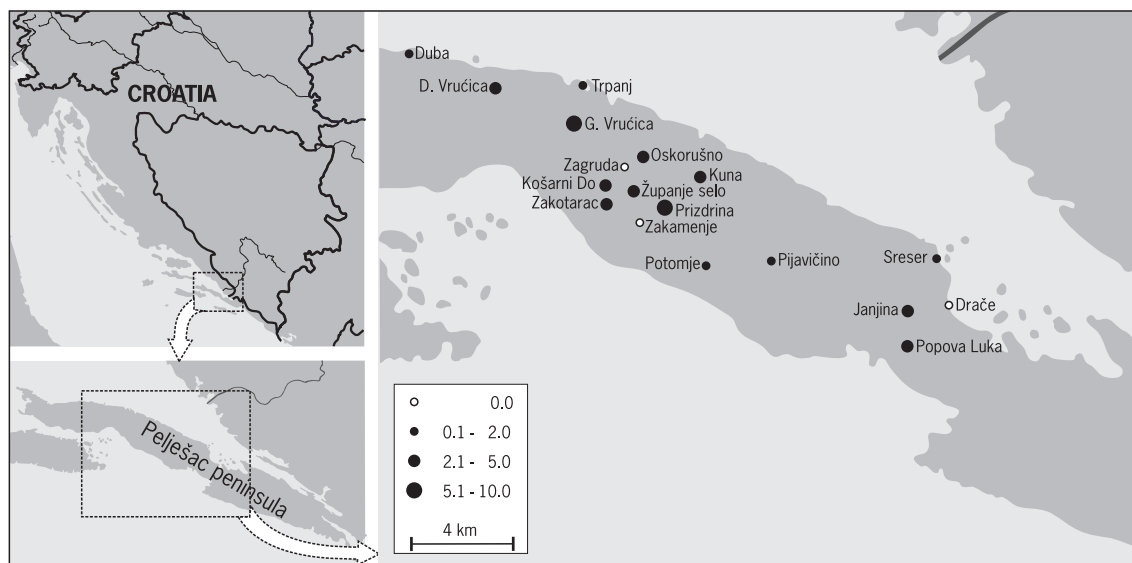 CROATIA
Pelješac peninsula
Duba
D. Vrućica
Trpanj
G. Vrućica
Oskorušno
Zagruda
Kuna
Košarni Do
Županje selo
Zakotarac
Prizdrina
Zakamenje
Potomje
Pijavičino
Sreser
Janjina
Drače
Popova Luka
0.0
0.1 - 2.0
2.1 - 5.0
5.1 - 10.0
4 km